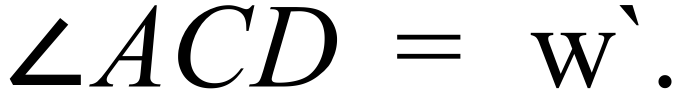 ∠ACD = w`.